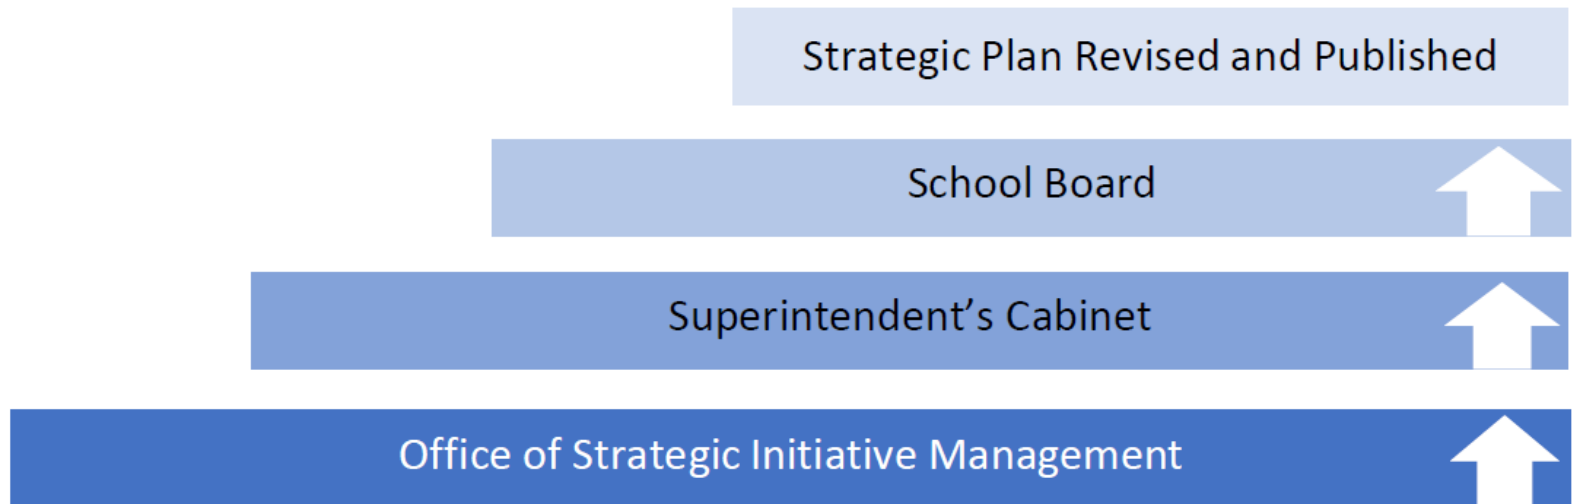 Strategic Plan Revised and Published
School Board
Superintendent’s Cabinet
Office of Strategic Initiative Management